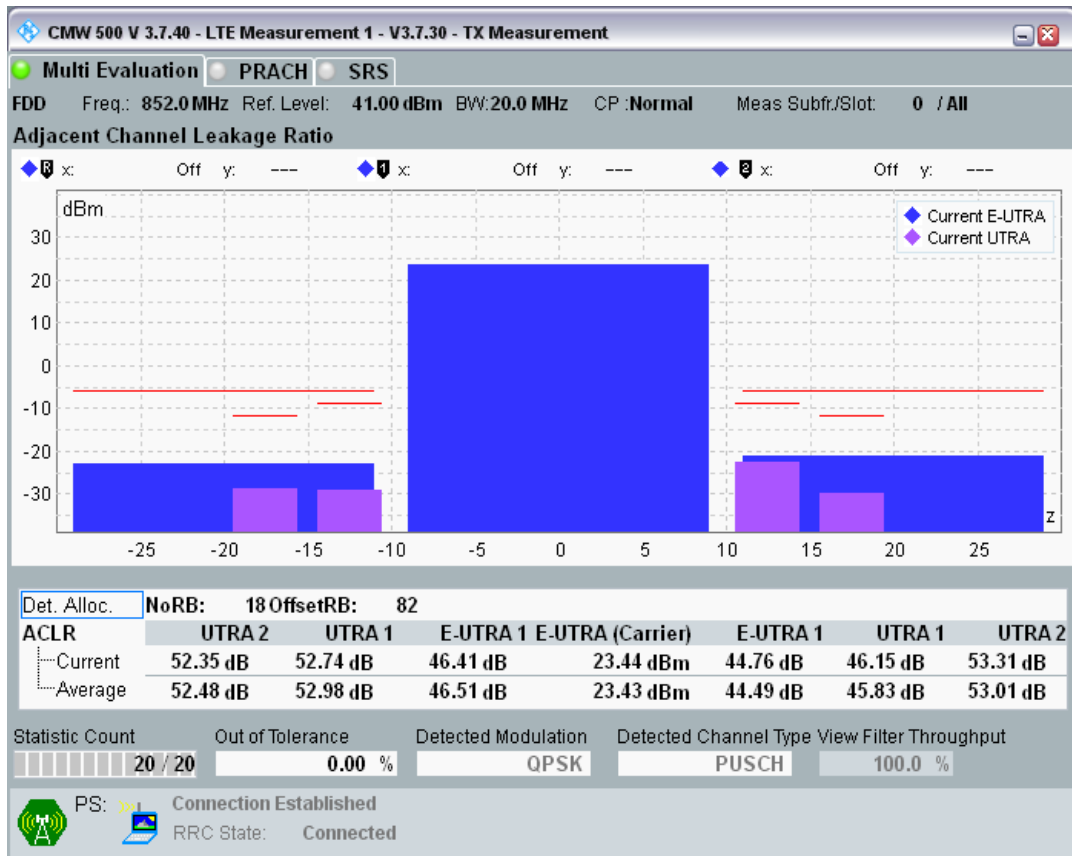 CMW 500 V 3.7.40 - LTE Measurement 1 - V3.7.30 - TX Measurement
Multi Evaluation PRACH SRS
FDD Freq.: 852.0 MHz Ref. Level: 41.00 dBm BW: 20.0 MHz CP : Normal Meas Subfr./Slot: 0 / All
Adjacent Channel Leakage Ratio
R x: Off y: --- 1 x: Off y: --- 2 x: Off y: ---
dBm
Current E-UTRA
Current UTRA
30
20
10
0
-10
-20
-30
z
-25 -20 -15 -10 -5 0 5 10 15 20 25
Det. Alloc. NoRB: 18 OffsetRB: 82
ACLR UTRA 2 UTRA 1 E-UTRA 1 E-UTRA (Carrier) E-UTRA 1 UTRA 1 UTRA 2
Current 52.35 dB 52.74 dB 46.41 dB 23.44 dBm 44.76 dB 46.15 dB 53.31 dB
Average 52.48 dB 52.98 dB 46.51 dB 23.43 dBm 44.49 dB 45.83 dB 53.01 dB
Statistic Count Out of Tolerance Detected Modulation Detected Channel Type View Filter Throughput
20 / 20 0.00 % QPSK PUSCH 100.0 %
PS: Connection Established
RRC State: Connected